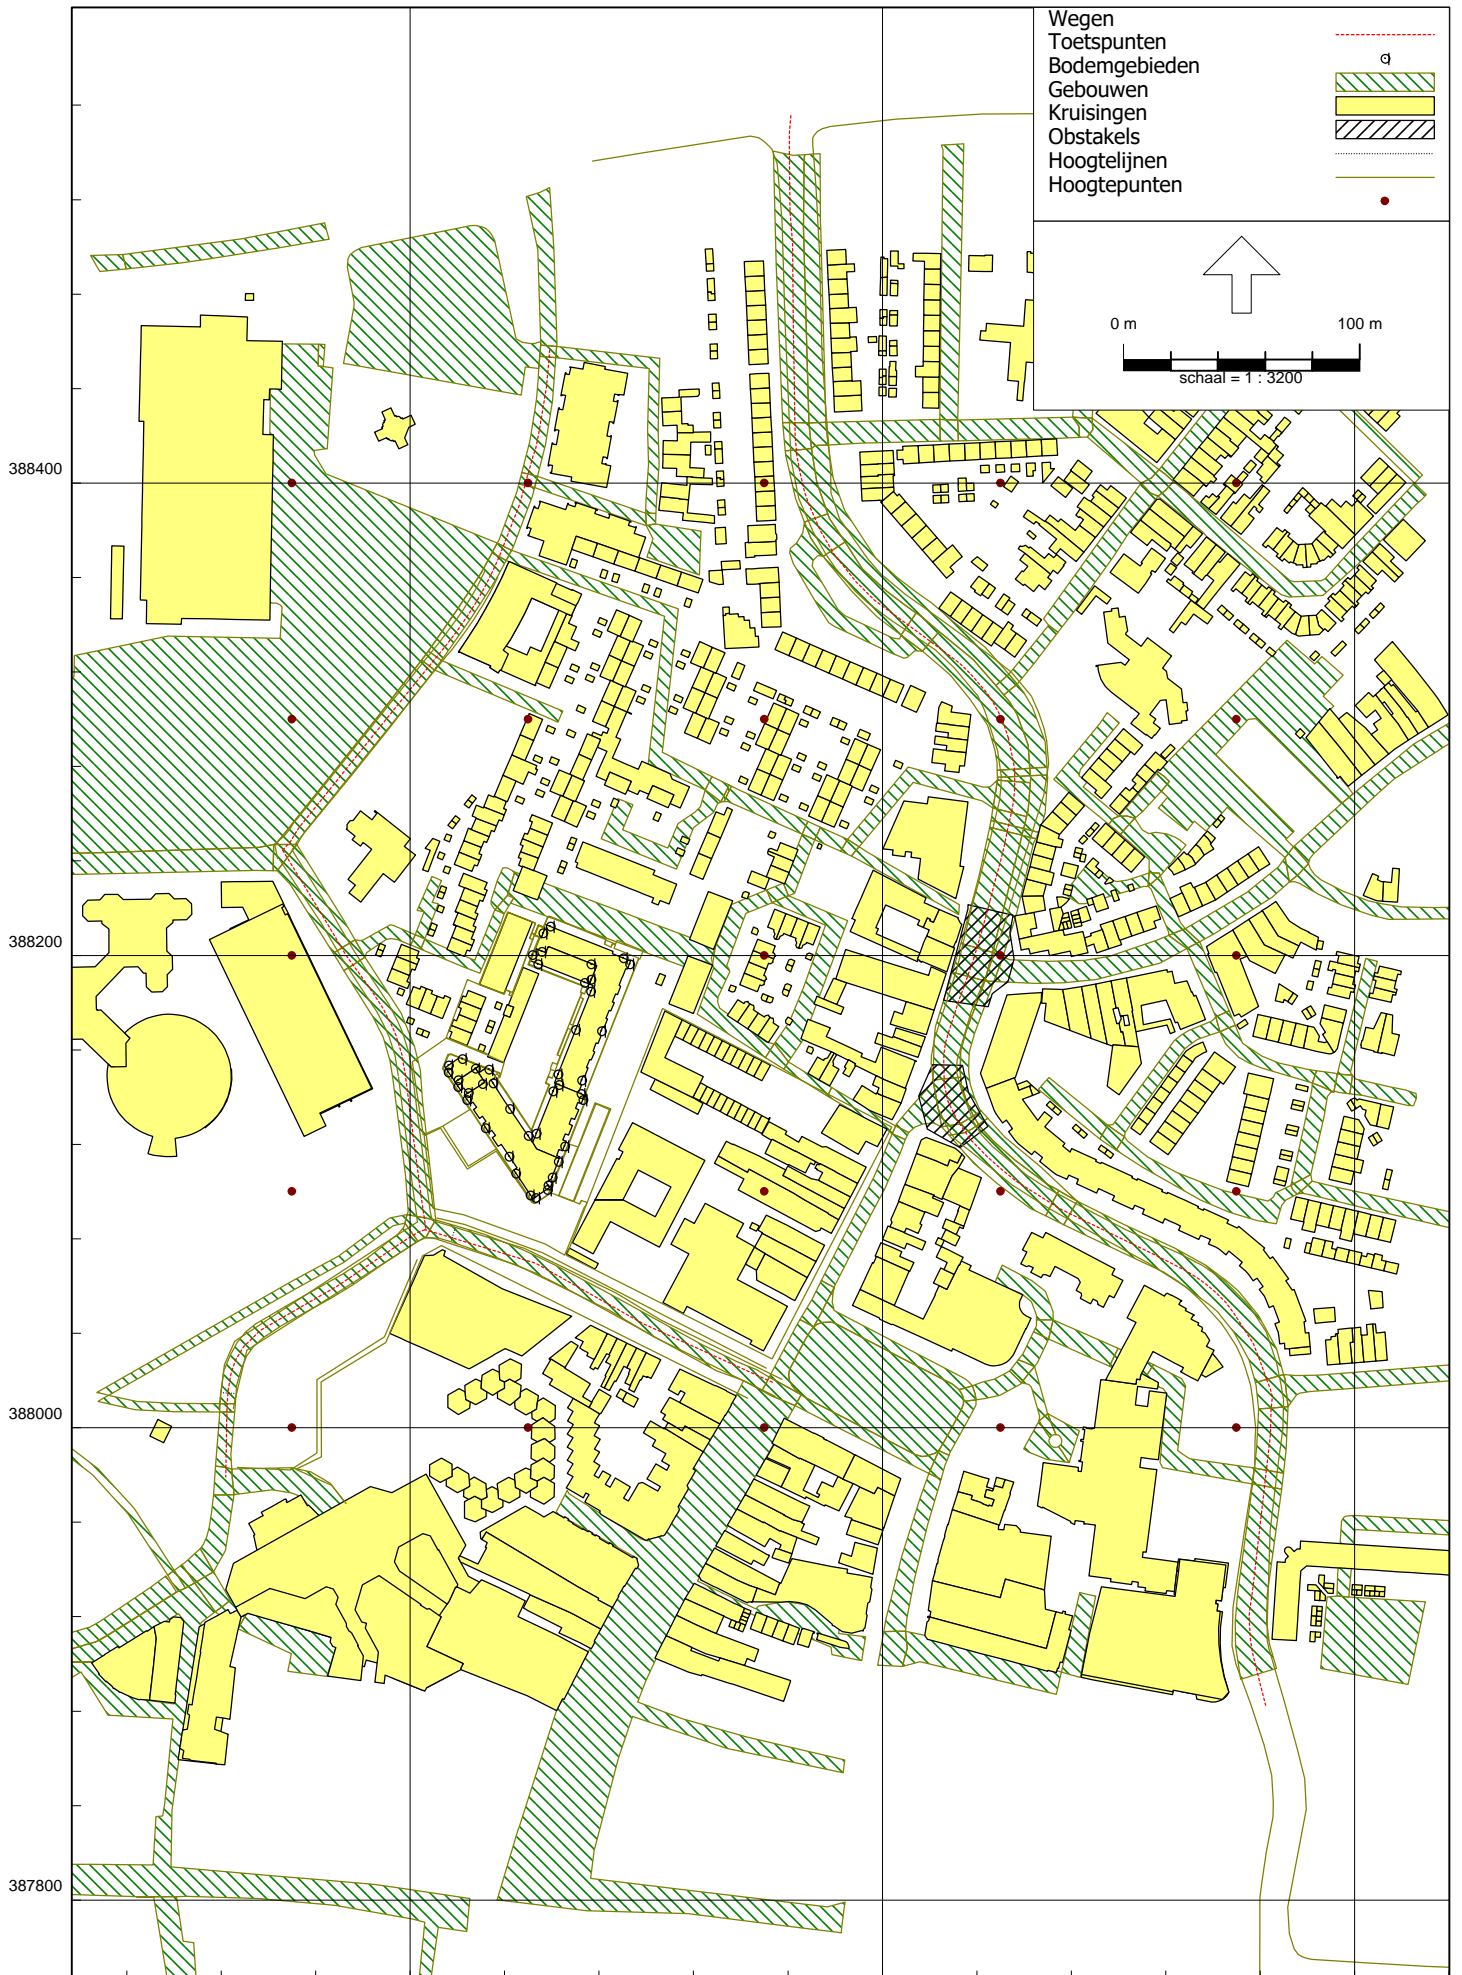 Wegen
Toetspunten
Bodemgebieden
Gebouwen
Kruisingen
Obstakels
Hoogtelijnen
Hoogtepunten
0 m 100 m
schaal = 1 : 3200
388400
388200
388000
387800